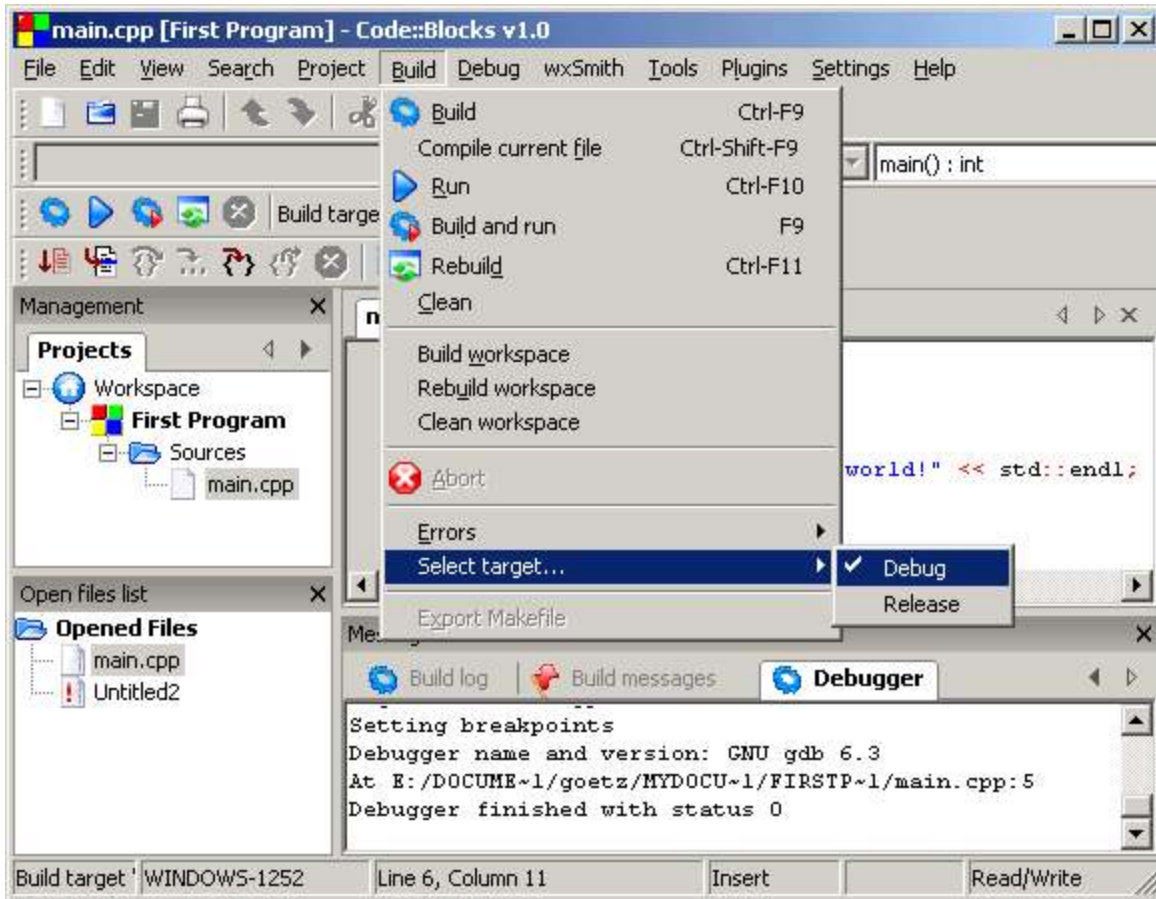 main.cpp [First Program] - Code::Blocks v1.0
File Edit View Search Project Build Debug wxSmith Tools Plugins Settings Help
Build Ctrl-F9
Compile current file Ctrl-Shift-F9
Run Ctrl-F10
Build and run F9
Rebuild Ctrl-F11
Clean
Build workspace
Rebuild workspace
Clean workspace
Abort
Errors
Select target...
Export Makefile
Debug
Release
main() : int
Build targe
Management
Projects
Workspace
First Program
Sources
main.cpp
world!" << std::endl;
Open files list
Opened Files
main.cpp
Untitled2
Build log Build messages Debugger
Setting breakpoints
Debugger name and version: GNU gdb 6.3
At E:/DOCUME~1/goetz/MYDOCU~1/FIRSTP~1/main.cpp:5
Debugger finished with status 0
Build target ' WINDOWS-1252 Line 6, Column 11 Insert Read/Write